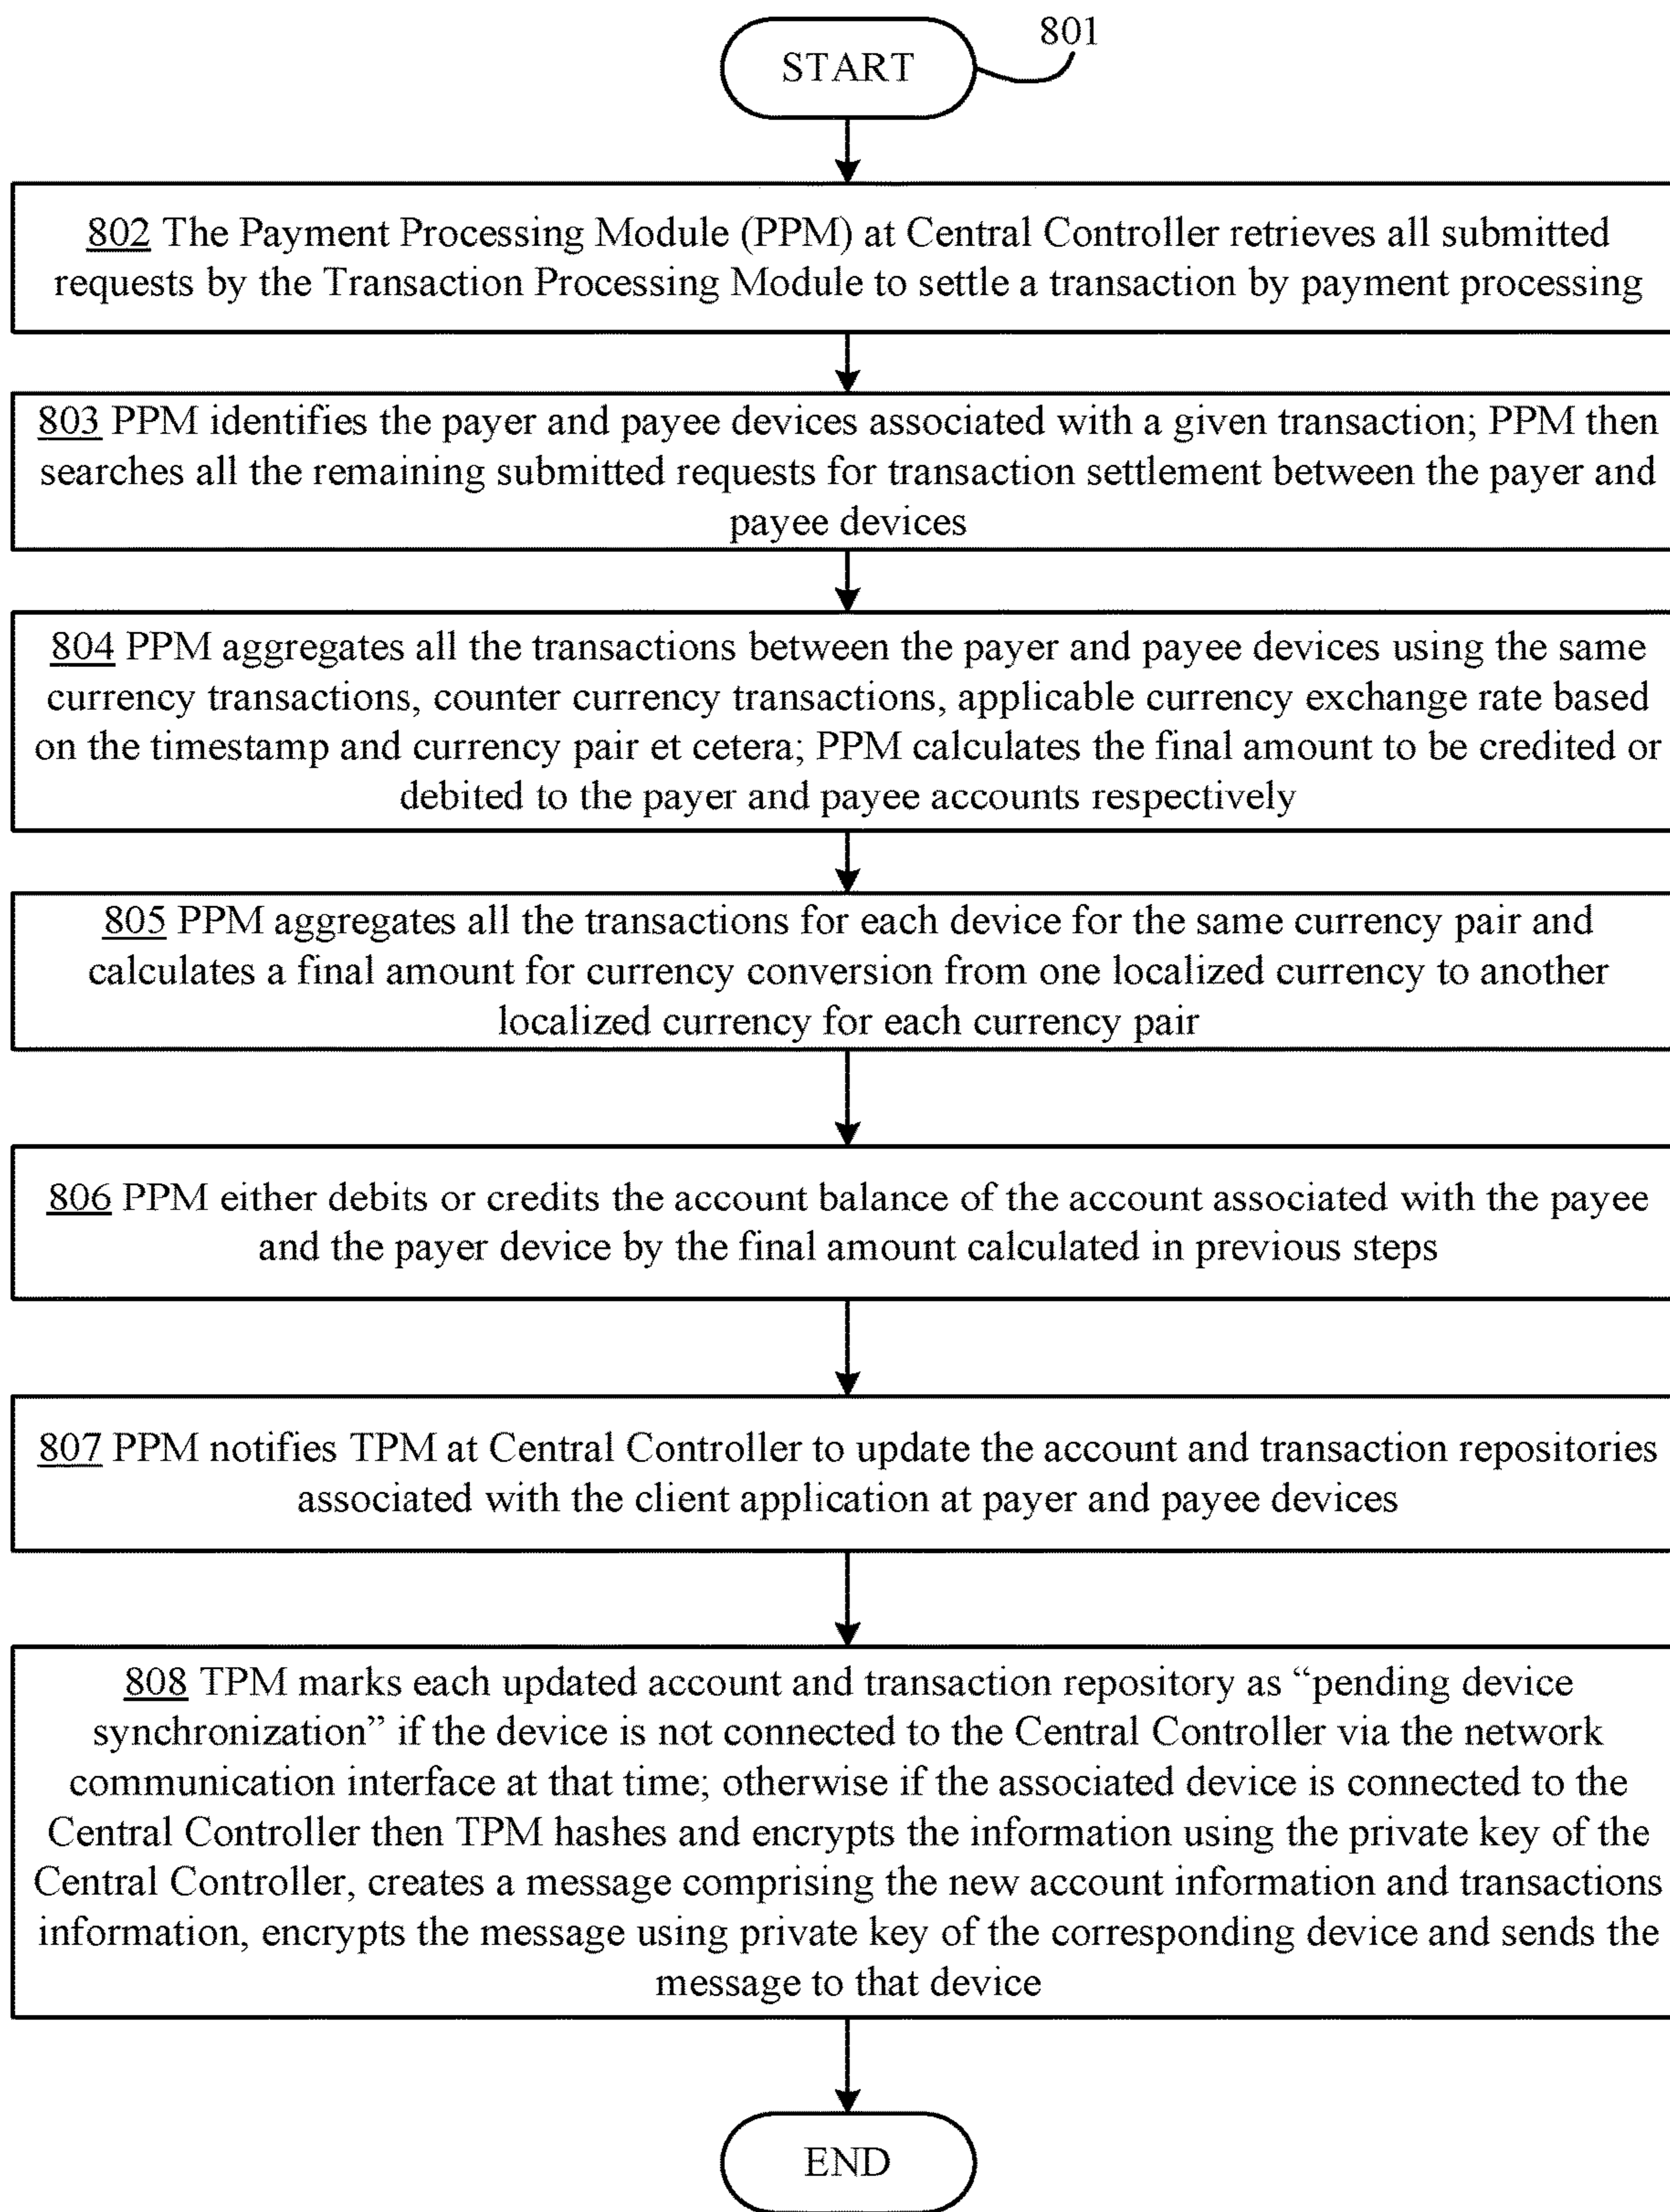 START
801
802 The Payment Processing Module (PPM) at Central Controller retrieves all submitted
requests by the Transaction Processing Module to settle a transaction by payment processing
803 PPM identifies the payer and payee devices associated with a given transaction; PPM then
searches all the remaining submitted requests for transaction settlement between the payer and
payee devices
804 PPM aggregates all the transactions between the payer and payee devices using the same
currency transactions, counter currency transactions, applicable currency exchange rate based
on the timestamp and currency pair et cetera; PPM calculates the final amount to be credited or
debited to the payer and payee accounts respectively
805 PPM aggregates all the transactions for each device for the same currency pair and
calculates a final amount for currency conversion from one localized currency to another
localized currency for each currency pair
806 PPM either debits or credits the account balance of the account associated with the payee
and the payer device by the final amount calculated in previous steps
807 PPM notifies TPM at Central Controller to update the account and transaction repositories
associated with the client application at payer and payee devices
808 TPM marks each updated account and transaction repository as “pending device
synchronization” if the device is not connected to the Central Controller via the network
communication interface at that time; otherwise if the associated device is connected to the
Central Controller then TPM hashes and encrypts the information using the private key of the
Central Controller, creates a message comprising the new account information and transactions
information, encrypts the message using private key of the corresponding device and sends the
message to that device
END